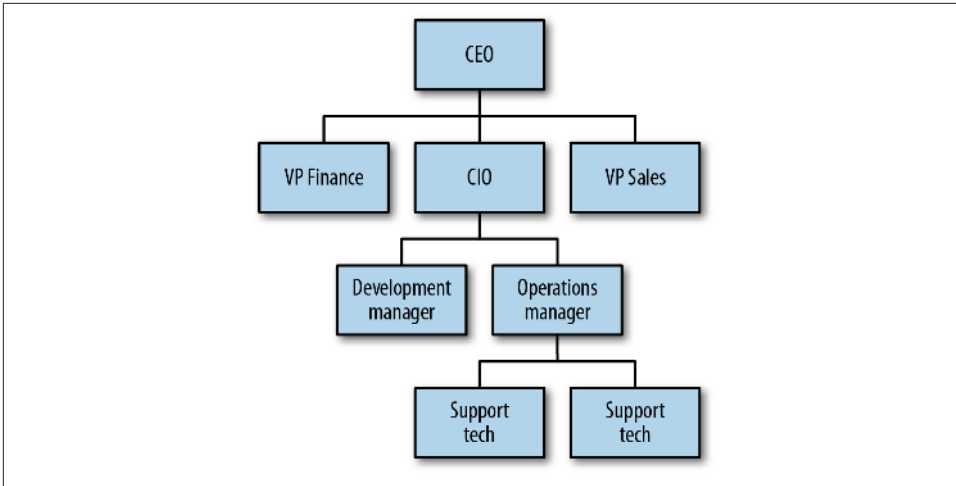 CEO
VP Finance
CIO
VP Sales
Development
manager
Operations
manager
Support
tech
Support
tech